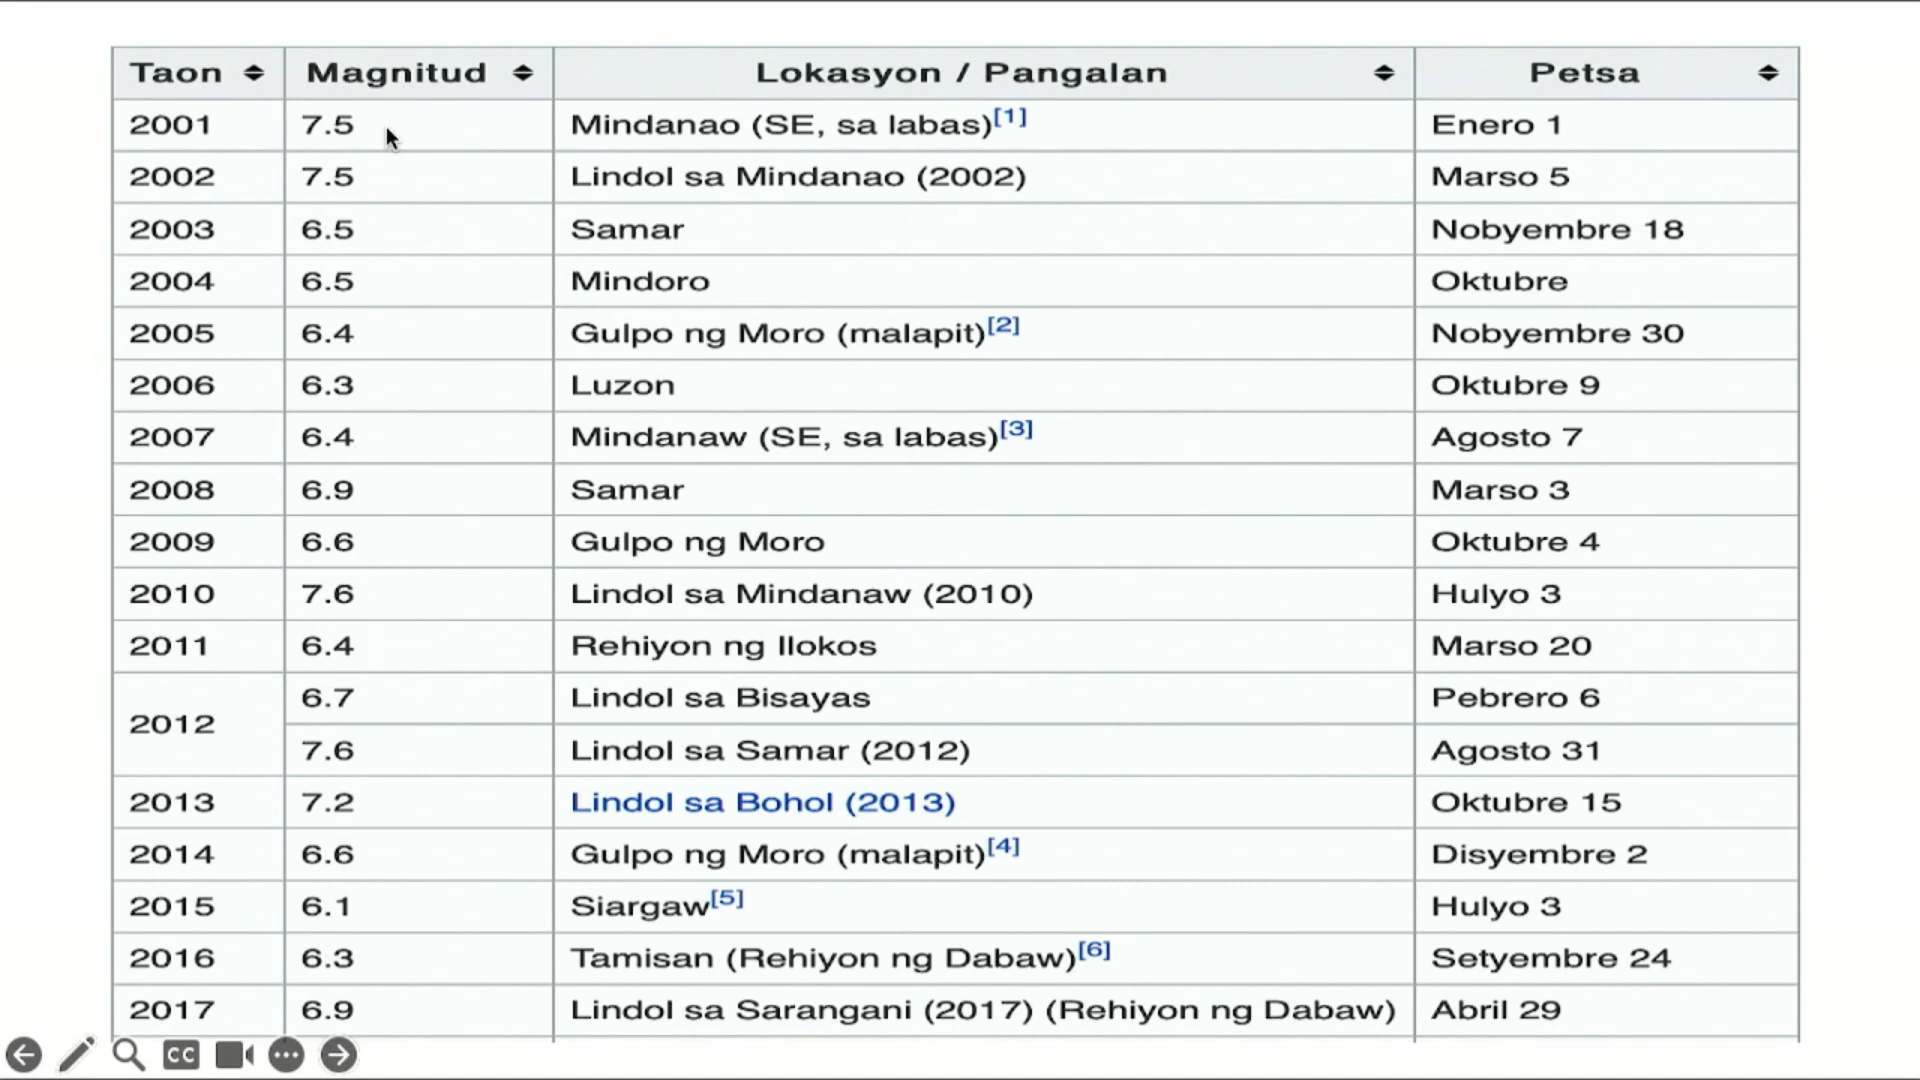 Taon Magnitud Lokasyon / Pangalan Petsa
2001 7.5 Mindanao (SE, sa labas)[1] Enero 1
2002 7.5 Lindol sa Mindanao (2002) Marso 5
2003 6.5 Samar Nobyembre 18
2004 6.5 Mindoro Oktubre
2005 6.4 Gulpo ng Moro (malapit)[2] Nobyembre 30
2006 6.3 Luzon Oktubre 9
2007 6.4 Mindanaw (SE, sa labas)[3] Agosto 7
2008 6.9 Samar Marso 3
2009 6.6 Gulpo ng Moro Oktubre 4
2010 7.6 Lindol sa Mindanaw (2010) Hulyo 3
2011 6.4 Rehiyon ng Ilokos Marso 20
2012 6.7 Lindol sa Bisayas Pebrero 6
7.6 Lindol sa Samar (2012) Agosto 31
2013 7.2 Lindol sa Bohol (2013) Oktubre 15
2014 6.6 Gulpo ng Moro (malapit)[4] Disyembre 2
2015 6.1 Siargaw[5] Hulyo 3
2016 6.3 Tamisan (Rehiyon ng Dabaw)[6] Setyembre 24
2017 6.9 Lindol sa Sarangani (2017) (Rehiyon ng Dabaw) Abril 29
CC